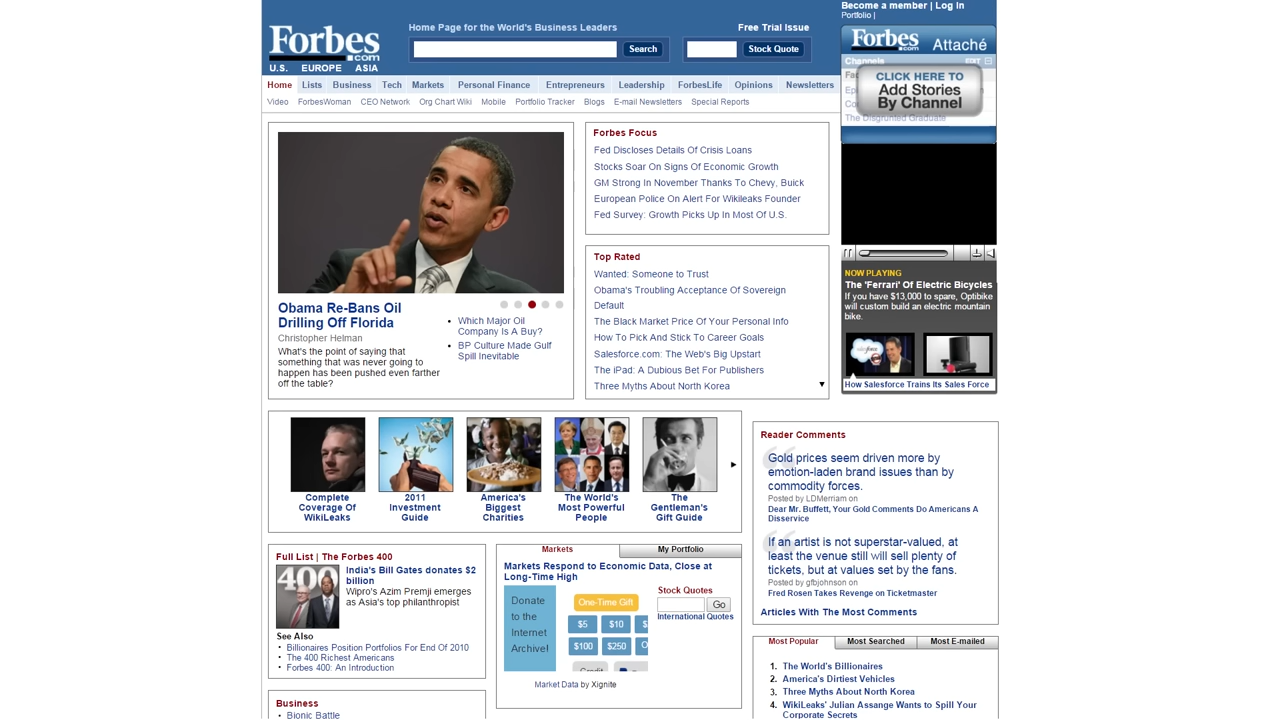 Become a member | Log In
Portfolio |
Home Page for the World's Business Leaders
Free Trial Issue
Forbes
.com
Search
Stock Quote
U.S. EUROPE ASIA
Forbes
.com
Attaché
Channels
EDIT
CLICK HERE TO
Add Stories
By Channel
The Disgruntled Graduate
Home Lists Business Tech Markets Personal Finance Entrepreneurs Leadership ForbesLife Opinions Newsletters
Video ForbesWoman CEO Network Org Chart Wiki Mobile Portfolio Tracker Blogs E-mail Newsletters Special Reports
Obama Re-Bans Oil
Drilling Off Florida
Christopher Helman
What's the point of saying that
something that was never going to
happen has been pushed even farther
off the table?
Which Major Oil
Company Is A Buy?
BP Culture Made Gulf
Spill Inevitable
Forbes Focus
Fed Discloses Details Of Crisis Loans
Stocks Soar On Signs Of Economic Growth
GM Strong In November Thanks To Chevy, Buick
European Police On Alert For Wikileaks Founder
Fed Survey: Growth Picks Up In Most Of U.S.
Top Rated
Wanted: Someone to Trust
Obama's Troubling Acceptance Of Sovereign
Default
The Black Market Price Of Your Personal Info
How To Pick And Stick To Career Goals
Salesforce.com: The Web's Big Upstart
The iPad: A Dubious Bet For Publishers
Three Myths About North Korea
NOW PLAYING
The 'Ferrari' Of Electric Bicycles
If you have $13,000 to spare, Optibike
will custom build an electric mountain
bike.
How Salesforce Trains Its Sales Force
Complete
Coverage Of
WikiLeaks
2011
Investment
Guide
America's
Biggest
Charities
The World's
Most Powerful
People
The
Gentleman's
Gift Guide
Reader Comments
Gold prices seem driven more by
emotion-laden brand issues than by
commodity forces.
Posted by LDMerriam on
Dear Mr. Buffett, Your Gold Comments Do Americans A
Disservice
If an artist is not superstar-valued, at
least the venue still will sell plenty of
tickets, but at values set by the fans.
Posted by gfbjohnson on
Fred Rosen Takes Revenge on Ticketmaster
Articles With The Most Comments
Full List | The Forbes 400
400
India's Bill Gates donates $2
billion
Wipro's Azim Premji emerges
as Asia's top philanthropist
See Also
Billionaires Position Portfolios For End Of 2010
The 400 Richest Americans
Forbes 400: An Introduction
Markets My Portfolio
Markets Respond to Economic Data, Close at
Long-Time High
Donate
to the
Internet
Archive!
One-Time Gift
$5 $10 $
$100 $250 O
Credit P
Stock Quotes
Go
International Quotes
Market Data by Xignite
Most Popular Most Searched Most E-mailed
1. The World's Billionaires
2. America's Dirtiest Vehicles
3. Three Myths About North Korea
4. WikiLeaks' Julian Assange Wants to Spill Your
Corporate Secrets
Business
Bionic Battle